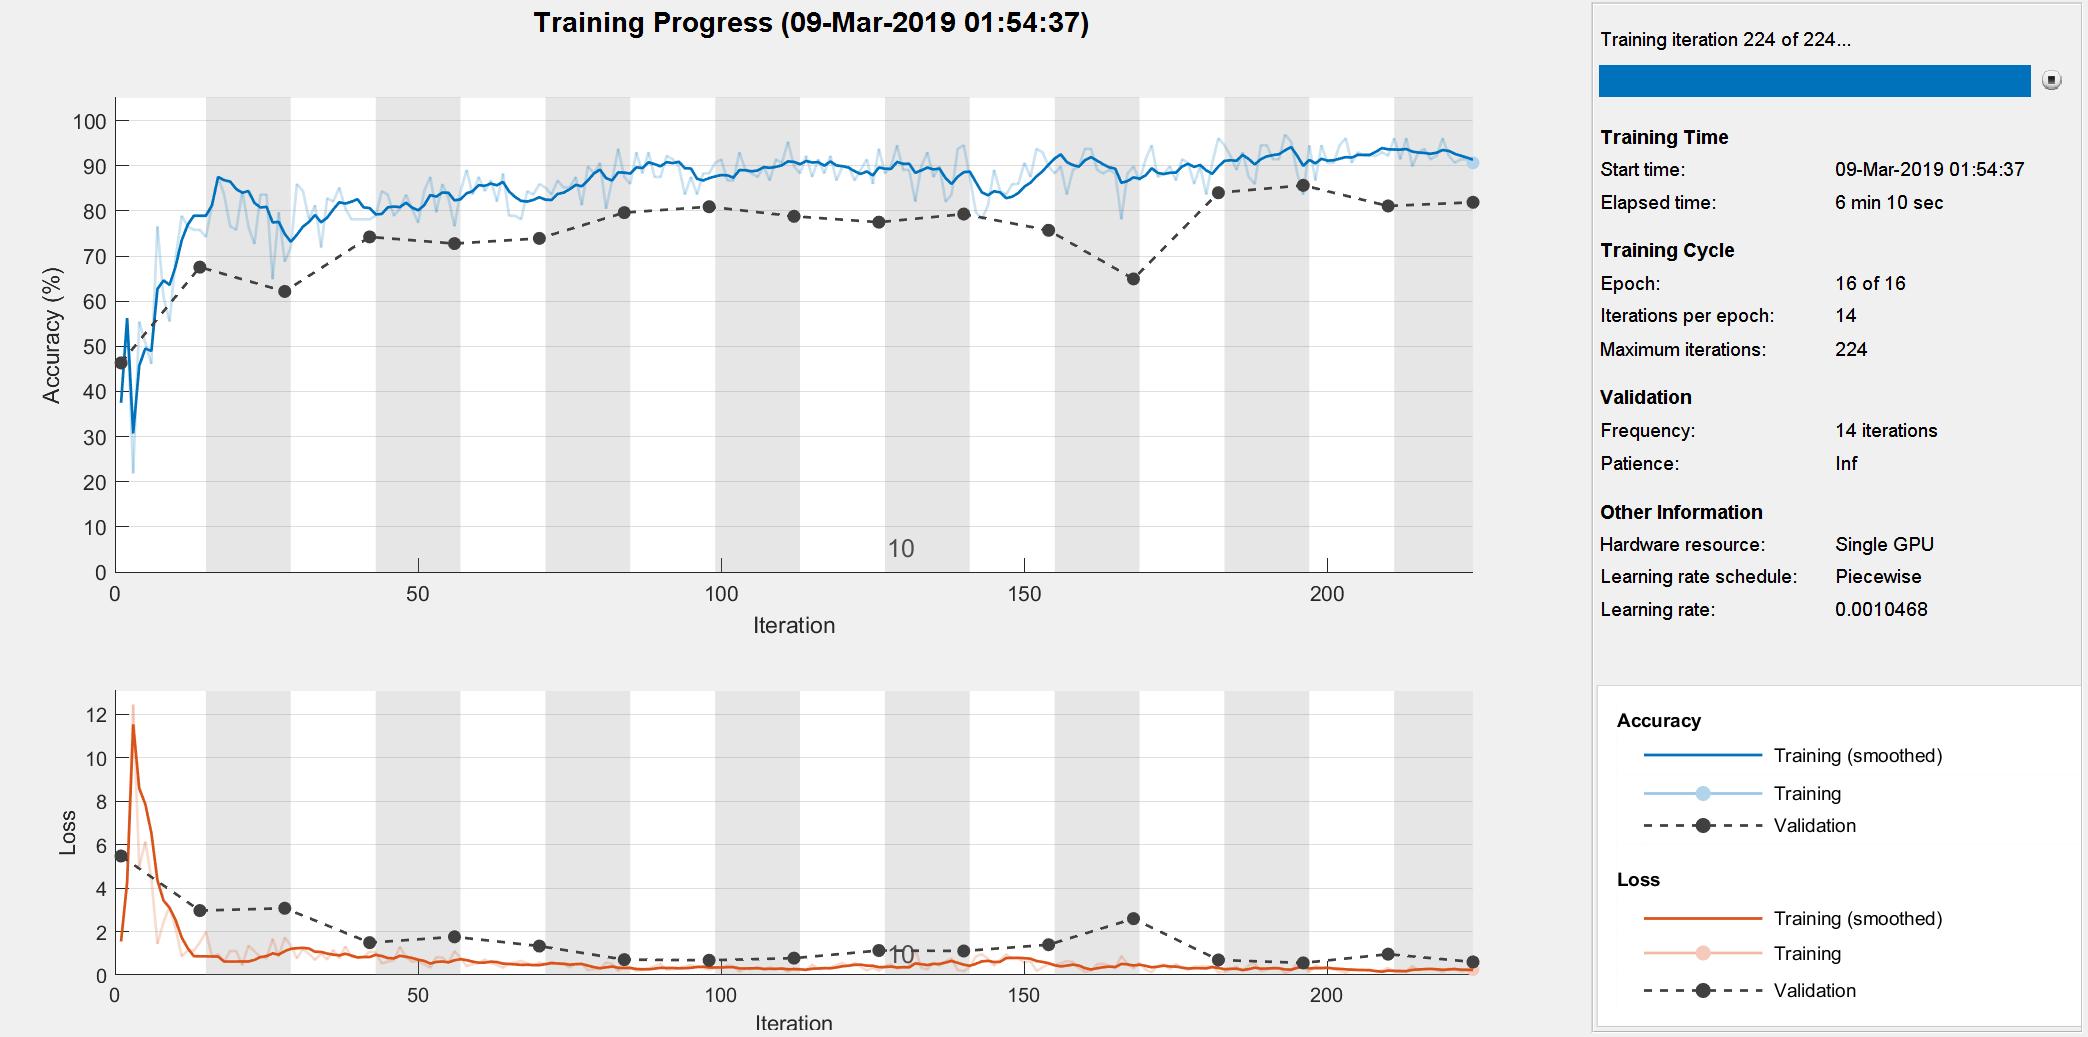 Training Progress (09-Mar-2019 01:54:37)
100
90
80
70
60
50
40
30
20
10
0
Accuracy (%)
10
0 50 100 150 200
Iteration
12
10
8
6
4
2
0
Loss
10
0 50 100 150 200
Iteration
Training iteration 224 of 224...
Training Time
Start time: 09-Mar-2019 01:54:37
Elapsed time: 6 min 10 sec
Training Cycle
Epoch: 16 of 16
Iterations per epoch: 14
Maximum iterations: 224
Validation
Frequency: 14 iterations
Patience: Inf
Other Information
Hardware resource: Single GPU
Learning rate schedule: Piecewise
Learning rate: 0.0010468
Accuracy
Training (smoothed)
Training
Validation
Loss
Training (smoothed)
Training
Validation